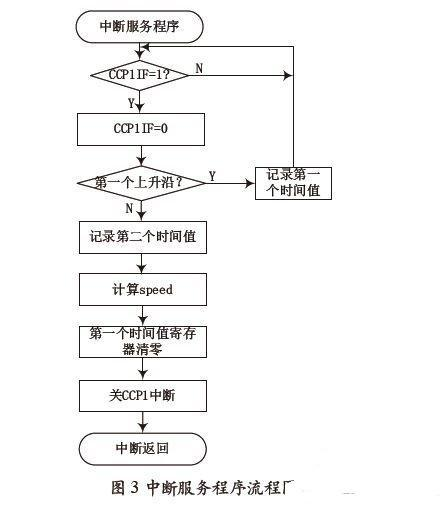 中断服务程序
CCP1IF=1?
N
Y
CCP1IF=0
第一个上升沿?
Y
记录第一
个时间值
N
记录第二个时间值
计算speed
第一个时间值寄存
器清零
关CCP1中断
中断返回
图3 中断服务程序流程